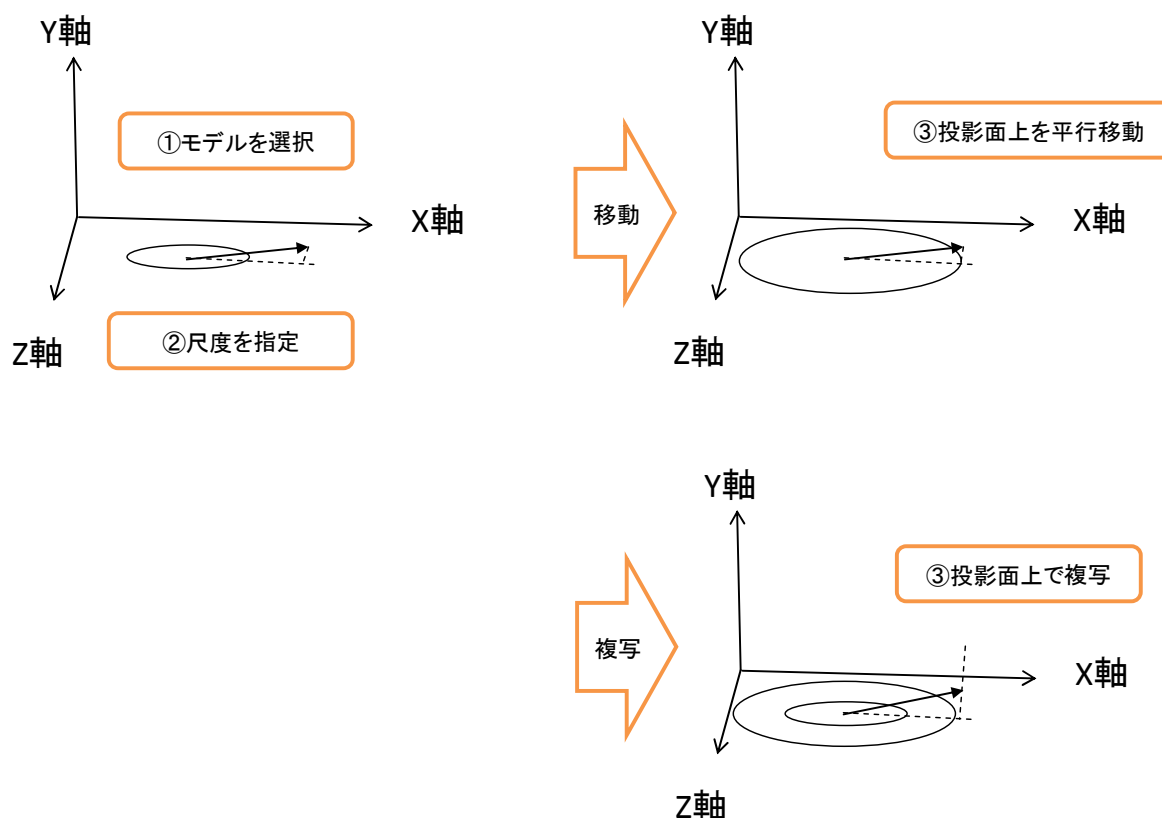 Y軸
①モデルを選択
X軸
②尺度を指定
Z軸
移動
Y軸
③投影面上を平行移動
X軸
Z軸
複写
Y軸
③投影面上で複写
X軸
Z軸